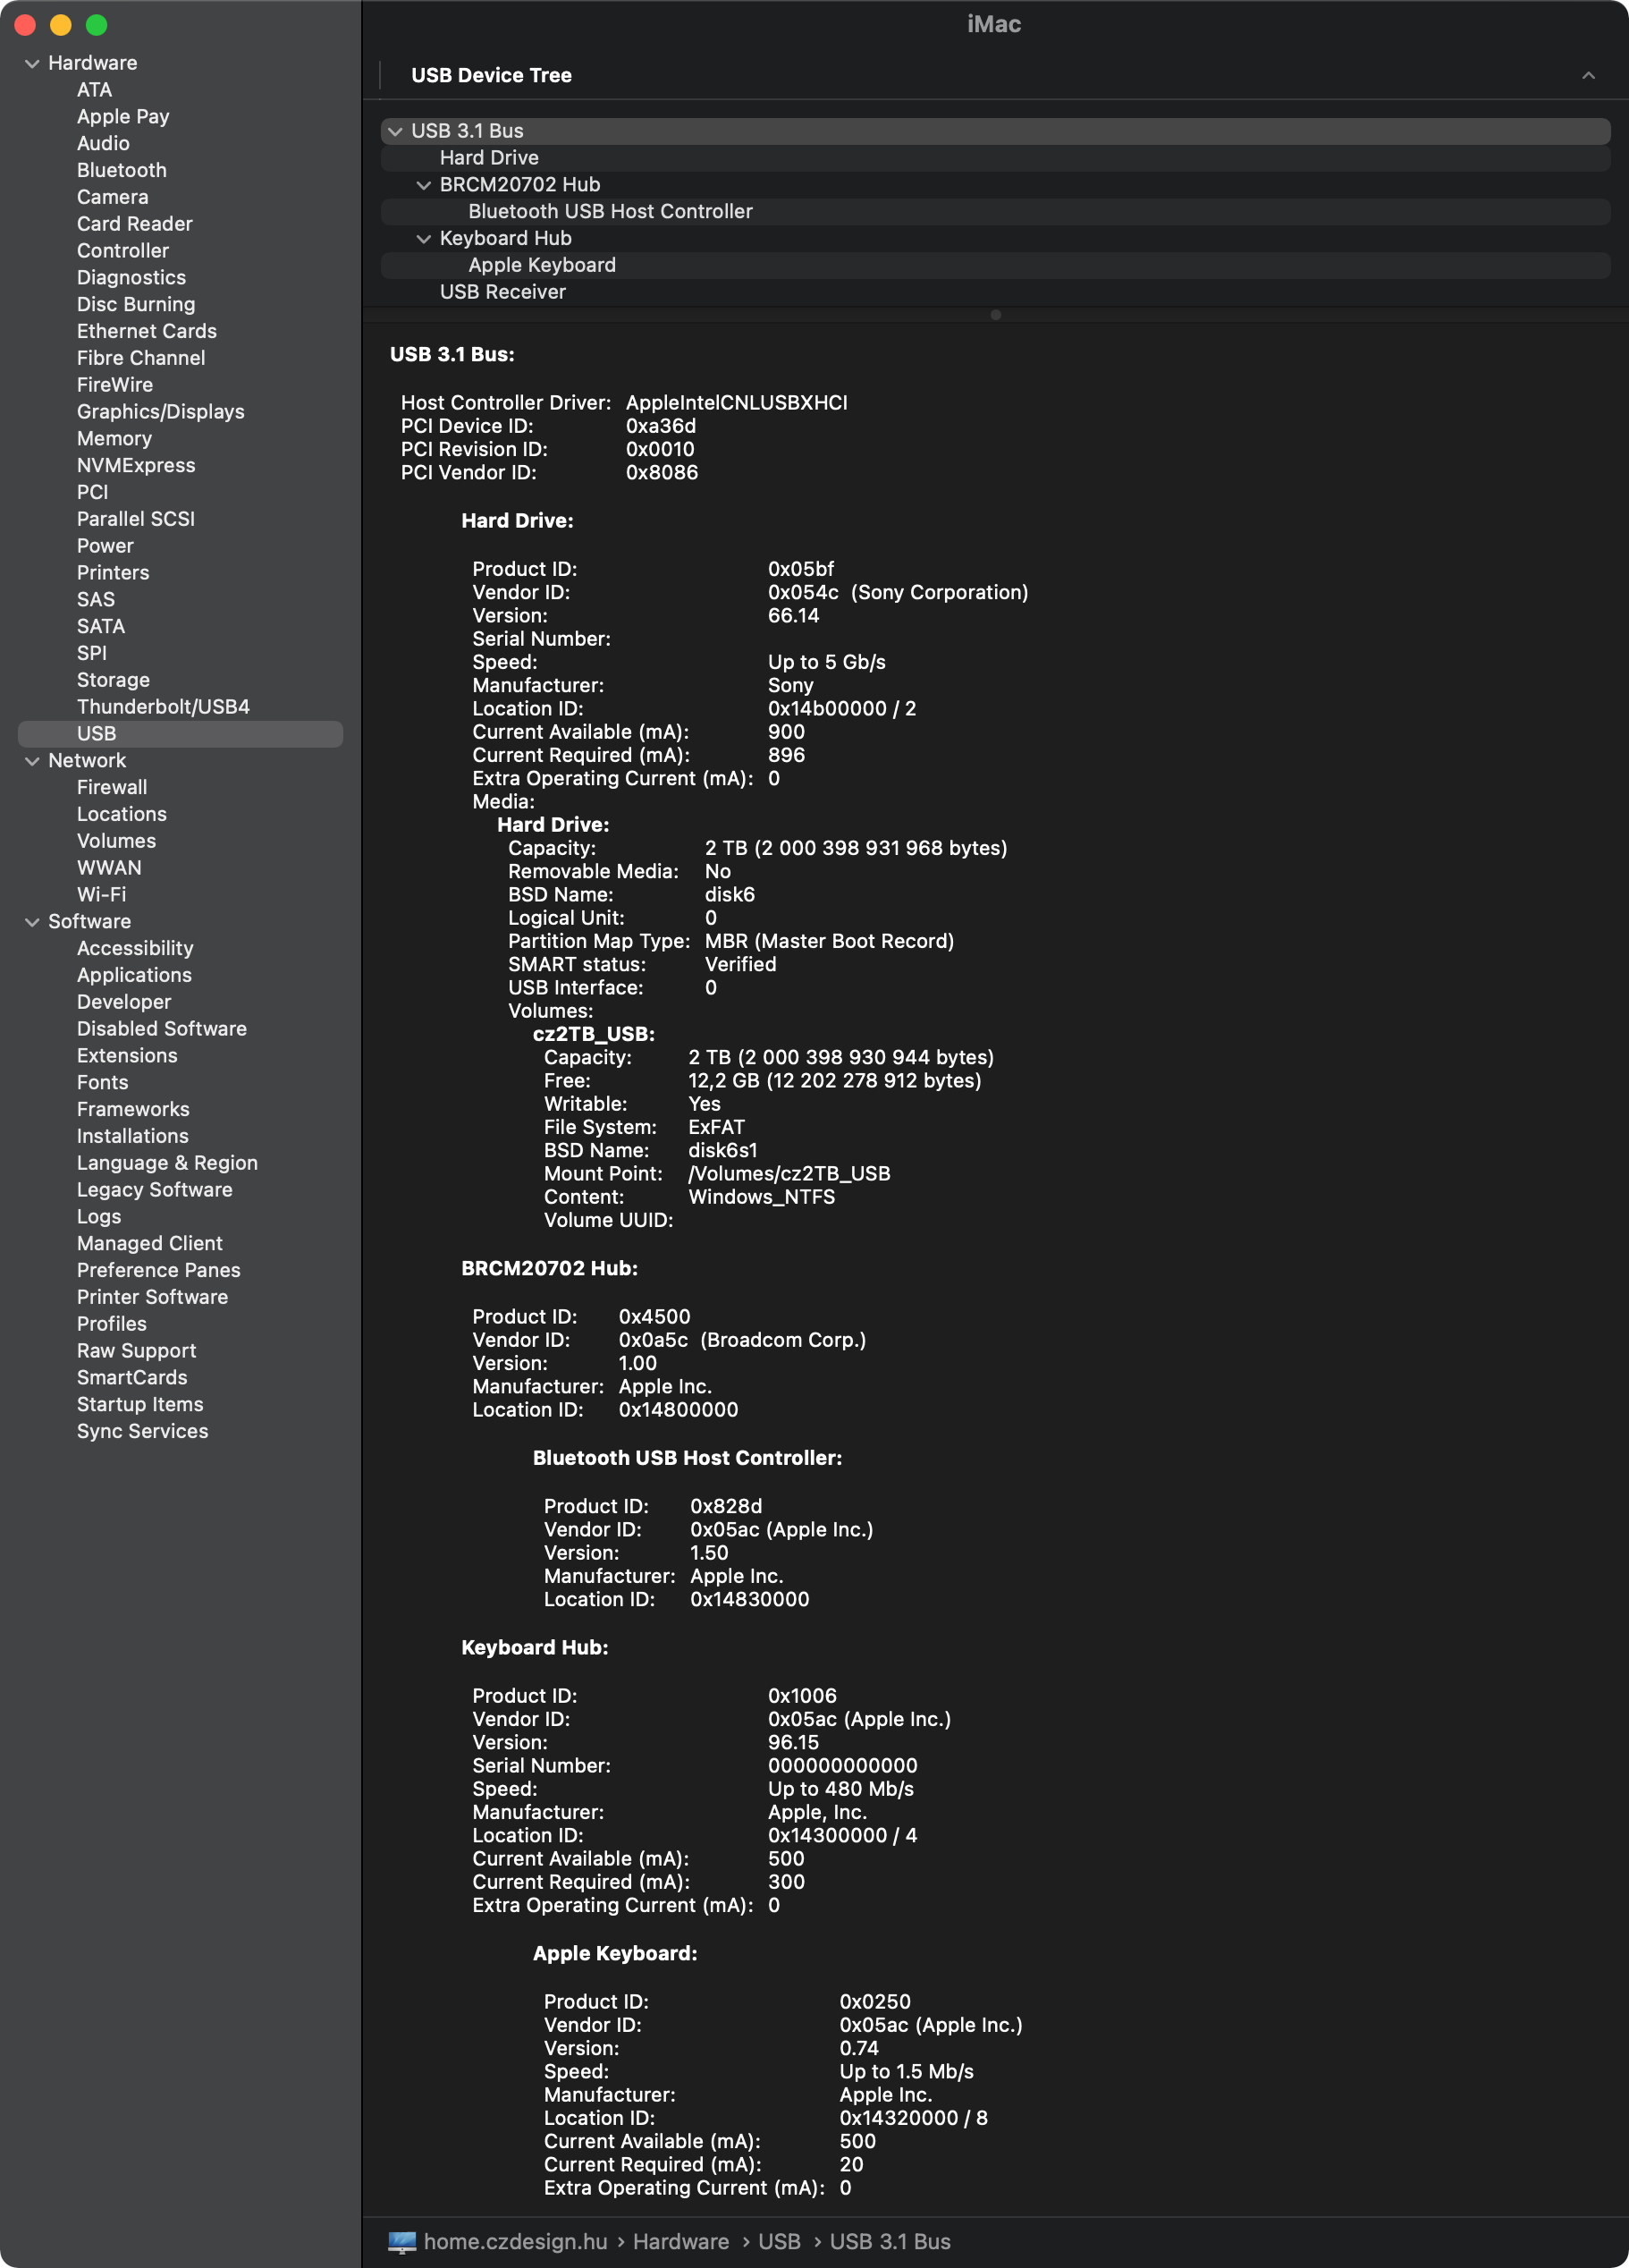 iMac
Hardware
ATA
Apple Pay
Audio
Bluetooth
Camera
Card Reader
Controller
Diagnostics
Disc Burning
Ethernet Cards
Fibre Channel
FireWire
Graphics/Displays
Memory
NVMExpress
PCI
Parallel SCSI
Power
Printers
SAS
SATA
SPI
Storage
Thunderbolt/USB4
USB
Network
Firewall
Locations
Volumes
WWAN
Wi-Fi
Software
Accessibility
Applications
Developer
Disabled Software
Extensions
Fonts
Frameworks
Installations
Language & Region
Legacy Software
Logs
Managed Client
Preference Panes
Printer Software
Profiles
Raw Support
SmartCards
Startup Items
Sync Services
USB Device Tree
USB 3.1 Bus
Hard Drive
BRCM20702 Hub
Bluetooth USB Host Controller
Keyboard Hub
Apple Keyboard
USB Receiver
USB 3.1 Bus:
Host Controller Driver: AppleIntelCNLUSBXHCI
PCI Device ID: 0xa36d
PCI Revision ID: 0x0010
PCI Vendor ID: 0x8086
Hard Drive:
Product ID: 0x05bf
Vendor ID: 0x054c (Sony Corporation)
Version: 66.14
Serial Number:
Speed: Up to 5 Gb/s
Manufacturer: Sony
Location ID: 0x14b00000 / 2
Current Available (mA): 900
Current Required (mA): 896
Extra Operating Current (mA): 0
Media:
Hard Drive:
Capacity: 2 TB (2 000 398 931 968 bytes)
Removable Media: No
BSD Name: disk6
Logical Unit: 0
Partition Map Type: MBR (Master Boot Record)
SMART status: Verified
USB Interface: 0
Volumes:
cz2TB_USB:
Capacity: 2 TB (2 000 398 930 944 bytes)
Free: 12,2 GB (12 202 278 912 bytes)
Writable: Yes
File System: ExFAT
BSD Name: disk6s1
Mount Point: /Volumes/cz2TB_USB
Content: Windows_NTFS
Volume UUID:
BRCM20702 Hub:
Product ID: 0x4500
Vendor ID: 0x0a5c (Broadcom Corp.)
Version: 1.00
Manufacturer: Apple Inc.
Location ID: 0x14800000
Bluetooth USB Host Controller:
Product ID: 0x828d
Vendor ID: 0x05ac (Apple Inc.)
Version: 1.50
Manufacturer: Apple Inc.
Location ID: 0x14830000
Keyboard Hub:
Product ID: 0x1006
Vendor ID: 0x05ac (Apple Inc.)
Version: 96.15
Serial Number: 000000000000
Speed: Up to 480 Mb/s
Manufacturer: Apple, Inc.
Location ID: 0x14300000 / 4
Current Available (mA): 500
Current Required (mA): 300
Extra Operating Current (mA): 0
Apple Keyboard:
Product ID: 0x0250
Vendor ID: 0x05ac (Apple Inc.)
Version: 0.74
Speed: Up to 1.5 Mb/s
Manufacturer: Apple Inc.
Location ID: 0x14320000 / 8
Current Available (mA): 500
Current Required (mA): 20
Extra Operating Current (mA): 0
home.czdesign.hu › Hardware › USB › USB 3.1 Bus